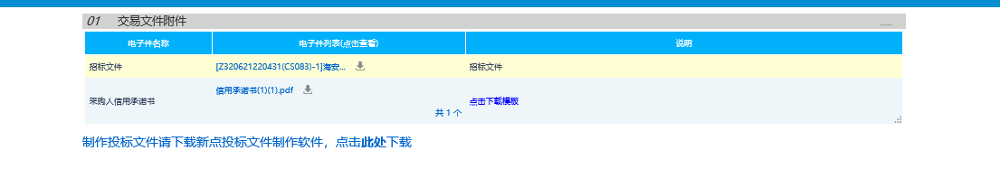 01 交易文件附件
电子件名称 电子件列表(点击查看) 说明
招标文件 [Z320621220431(CS083)-1]海安... 招标文件
信用承诺书(1)(1).pdf
采购人信用承诺书 点击下载模板
共 1 个
制作投标文件请下载新点投标文件制作软件，点击此处下载